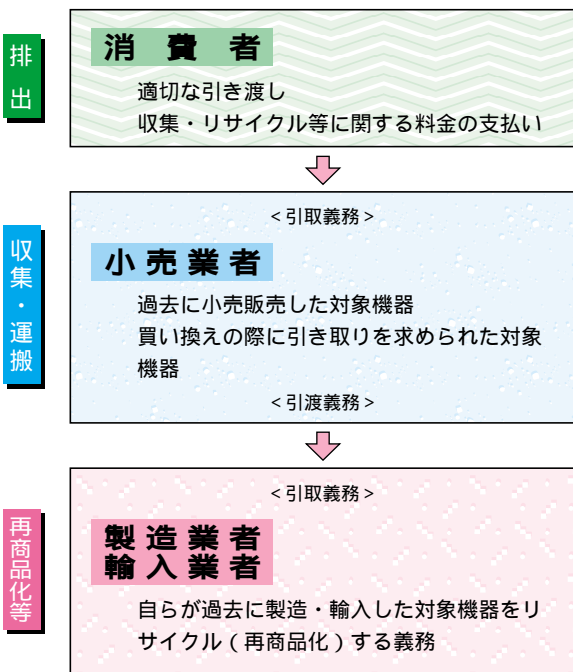 排出
消費者
適切な引き渡し
収集・リサイクル等に関する料金の支払い
収集・運搬
<引取義務>
小売業者
過去に小売販売した対象機器
買い換えの際に引き取りを求められた対象
機器
<引渡義務>
再商品化等
<引取義務>
製造業者
輸入業者
自らが過去に製造・輸入した対象機器をリ
サイクル(再商品化)する義務